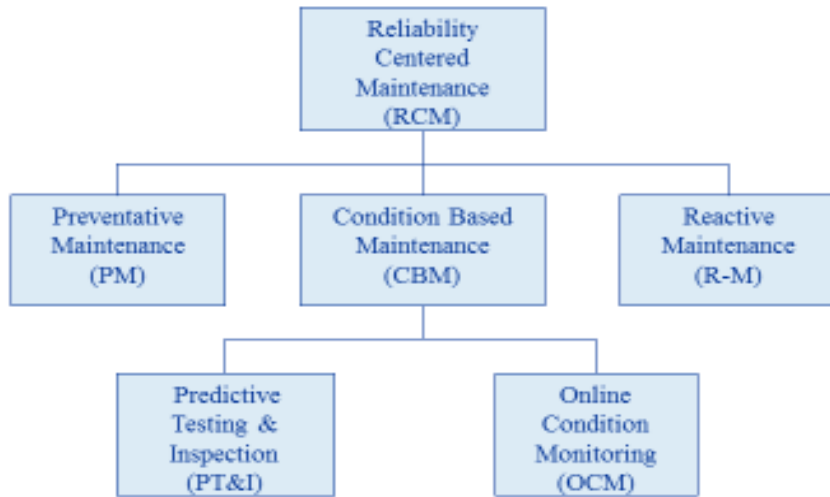 Reliability
Centered
Maintenance
(RCM)
Preventative
Maintenance
(PM)
Condition Based
Maintenance
(CBM)
Reactive
Maintenance
(R-M)
Predictive
Testing &
Inspection
(PT&I)
Online
Condition
Monitoring
(OCM)